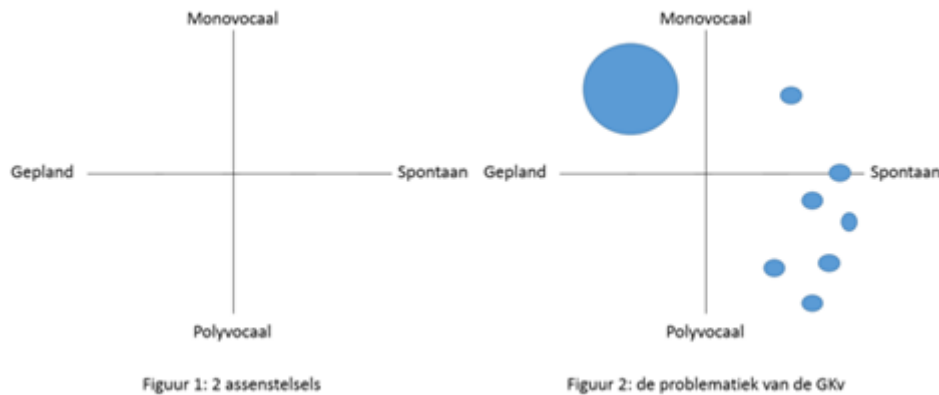 Monovocaal
Gepland
Spontaan
Polyvocaal
Figuur 1: 2 assenstelsels
Monovocaal
Gepland
Spontaan
Polyvocaal
Figuur 2: de problematiek van de GKv